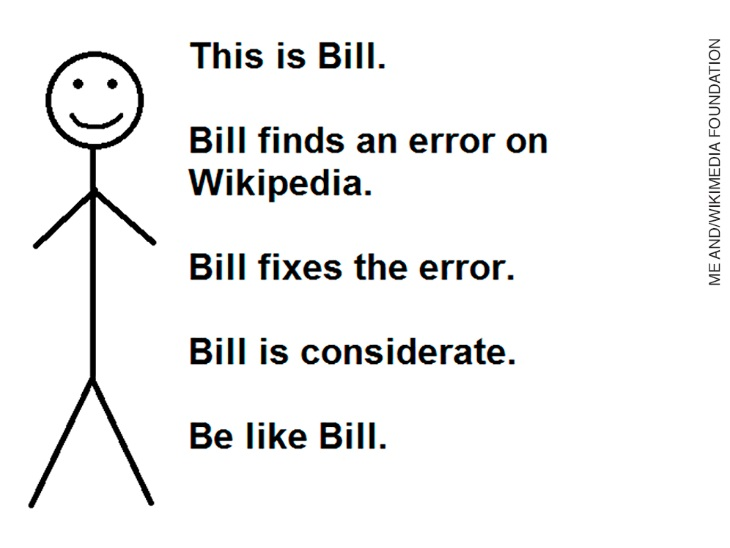 This is Bill.
Bill finds an error on
Wikipedia.
Bill fixes the error.
Bill is considerate.
Be like Bill.
ME AND/WIKIMEDIA FOUNDATION